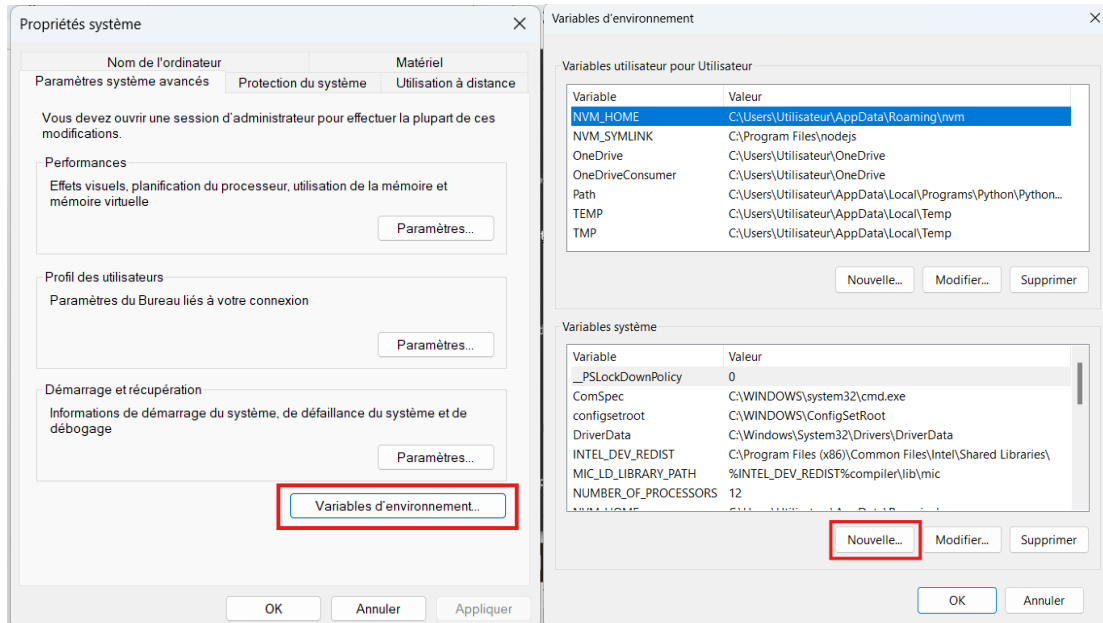 Propriétés système
Nom de l'ordinateur
Matériel
Paramètres système avancés
Protection du système
Utilisation à distance
Vous devez ouvrir une session d'administrateur pour effectuer la plupart de ces
modifications.
Performances
Effets visuels, planification du processeur, utilisation de la mémoire et
mémoire virtuelle
Paramètres...
Profil des utilisateurs
Paramètres du Bureau liés à votre connexion
Paramètres...
Démarrage et récupération
Informations de démarrage du système, de défaillance du système et de
débogage
Paramètres...
Variables d'environnement...
OK
Annuler
Appliquer
Variables d'environnement
Variables utilisateur pour Utilisateur
Variable Valeur
NVM_HOME C:\Users\Utilisateur\AppData\Roaming\nvm
NVM_SYMLINK C:\Program Files\nodejs
OneDrive C:\Users\Utilisateur\OneDrive
OneDriveConsumer C:\Users\Utilisateur\OneDrive
Path C:\Users\Utilisateur\AppData\Local\Programs\Python\Python...
TEMP C:\Users\Utilisateur\AppData\Local\Temp
TMP C:\Users\Utilisateur\AppData\Local\Temp
Nouvelle...
Modifier...
Supprimer
Variables système
Variable Valeur
__PSLockDownPolicy 0
ComSpec C:\WINDOWS\system32\cmd.exe
configsetroot C:\WINDOWS\ConfigSetRoot
DriverData C:\Windows\System32\Drivers\DriverData
INTEL_DEV_REDIST C:\Program Files (x86)\Common Files\Intel\Shared Libraries\
MIC_LD_LIBRARY_PATH %INTEL_DEV_REDIST%compiler\lib\mic
NUMBER_OF_PROCESSORS 12
Nouvelle...
Modifier...
Supprimer
OK
Annuler